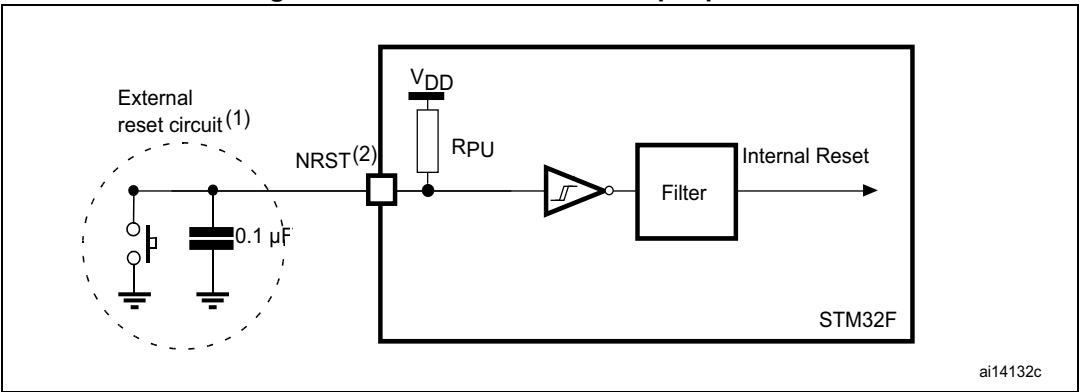 External
reset circuit(1)
NRST(2)
VDD
RPU
Filter
Internal Reset
0.1 µF
STM32F
ai14132c